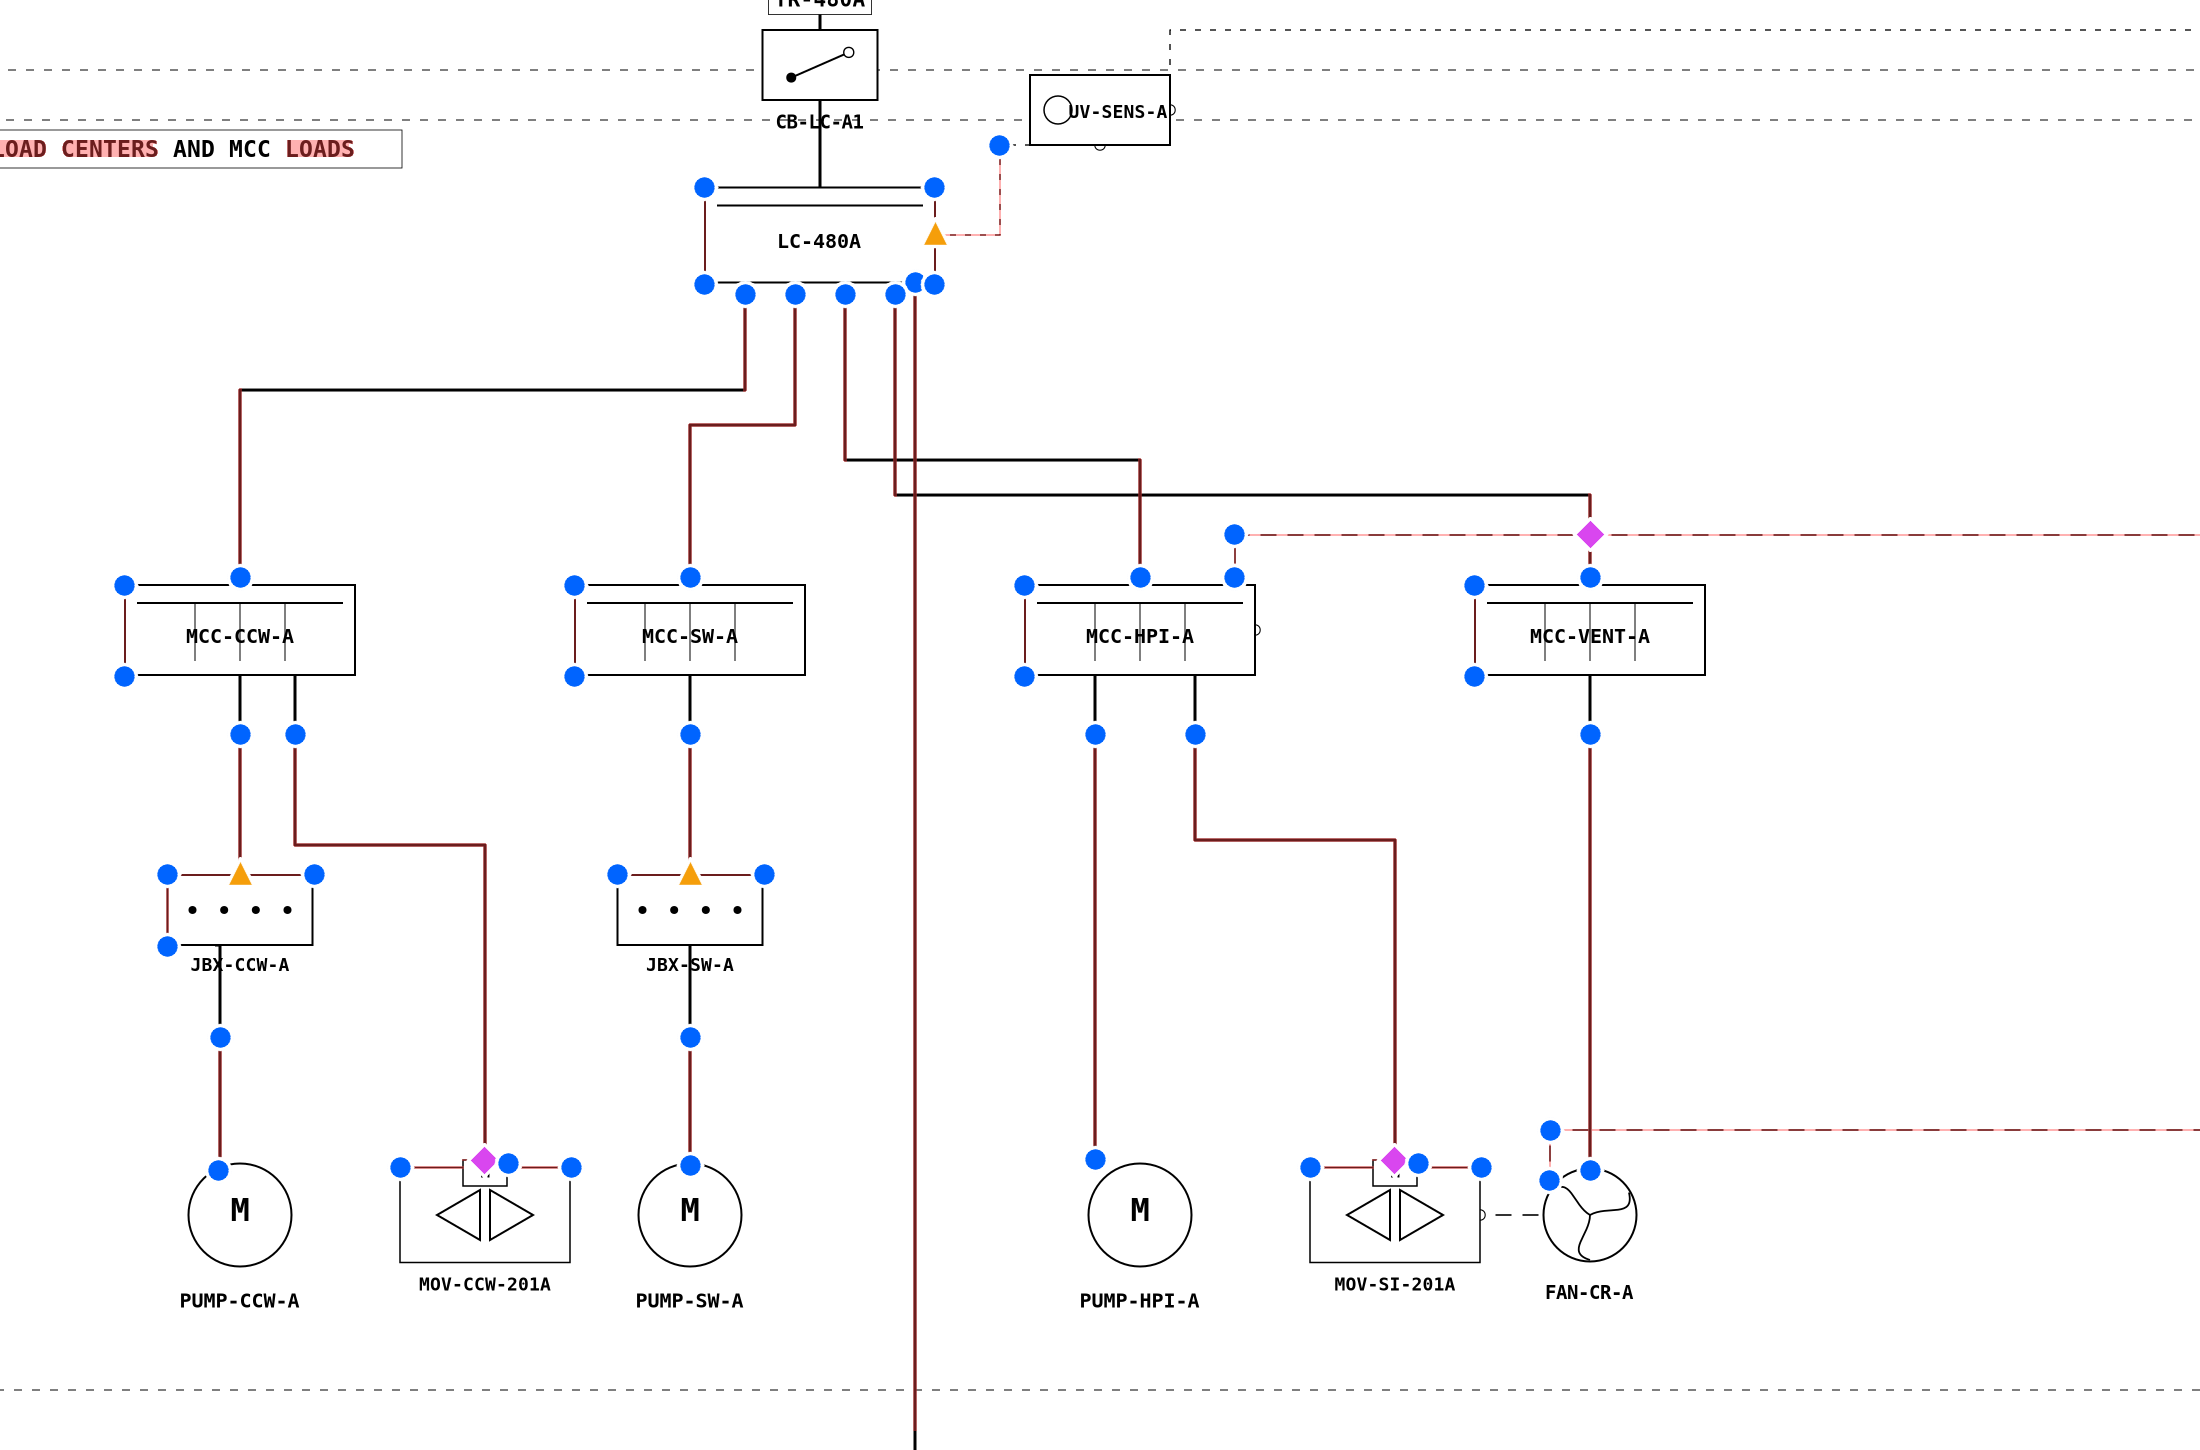 TR-480A
CB-LC-A1
UV-SENS-A
LOAD CENTERS AND MCC LOADS
LC-480A
MCC-CCW-A
MCC-SW-A
MCC-HPI-A
MCC-VENT-A
JBX-CCW-A
JBX-SW-A
M
M
M
PUMP-CCW-A
MOV-CCW-201A
PUMP-SW-A
PUMP-HPI-A
MOV-SI-201A
FAN-CR-A